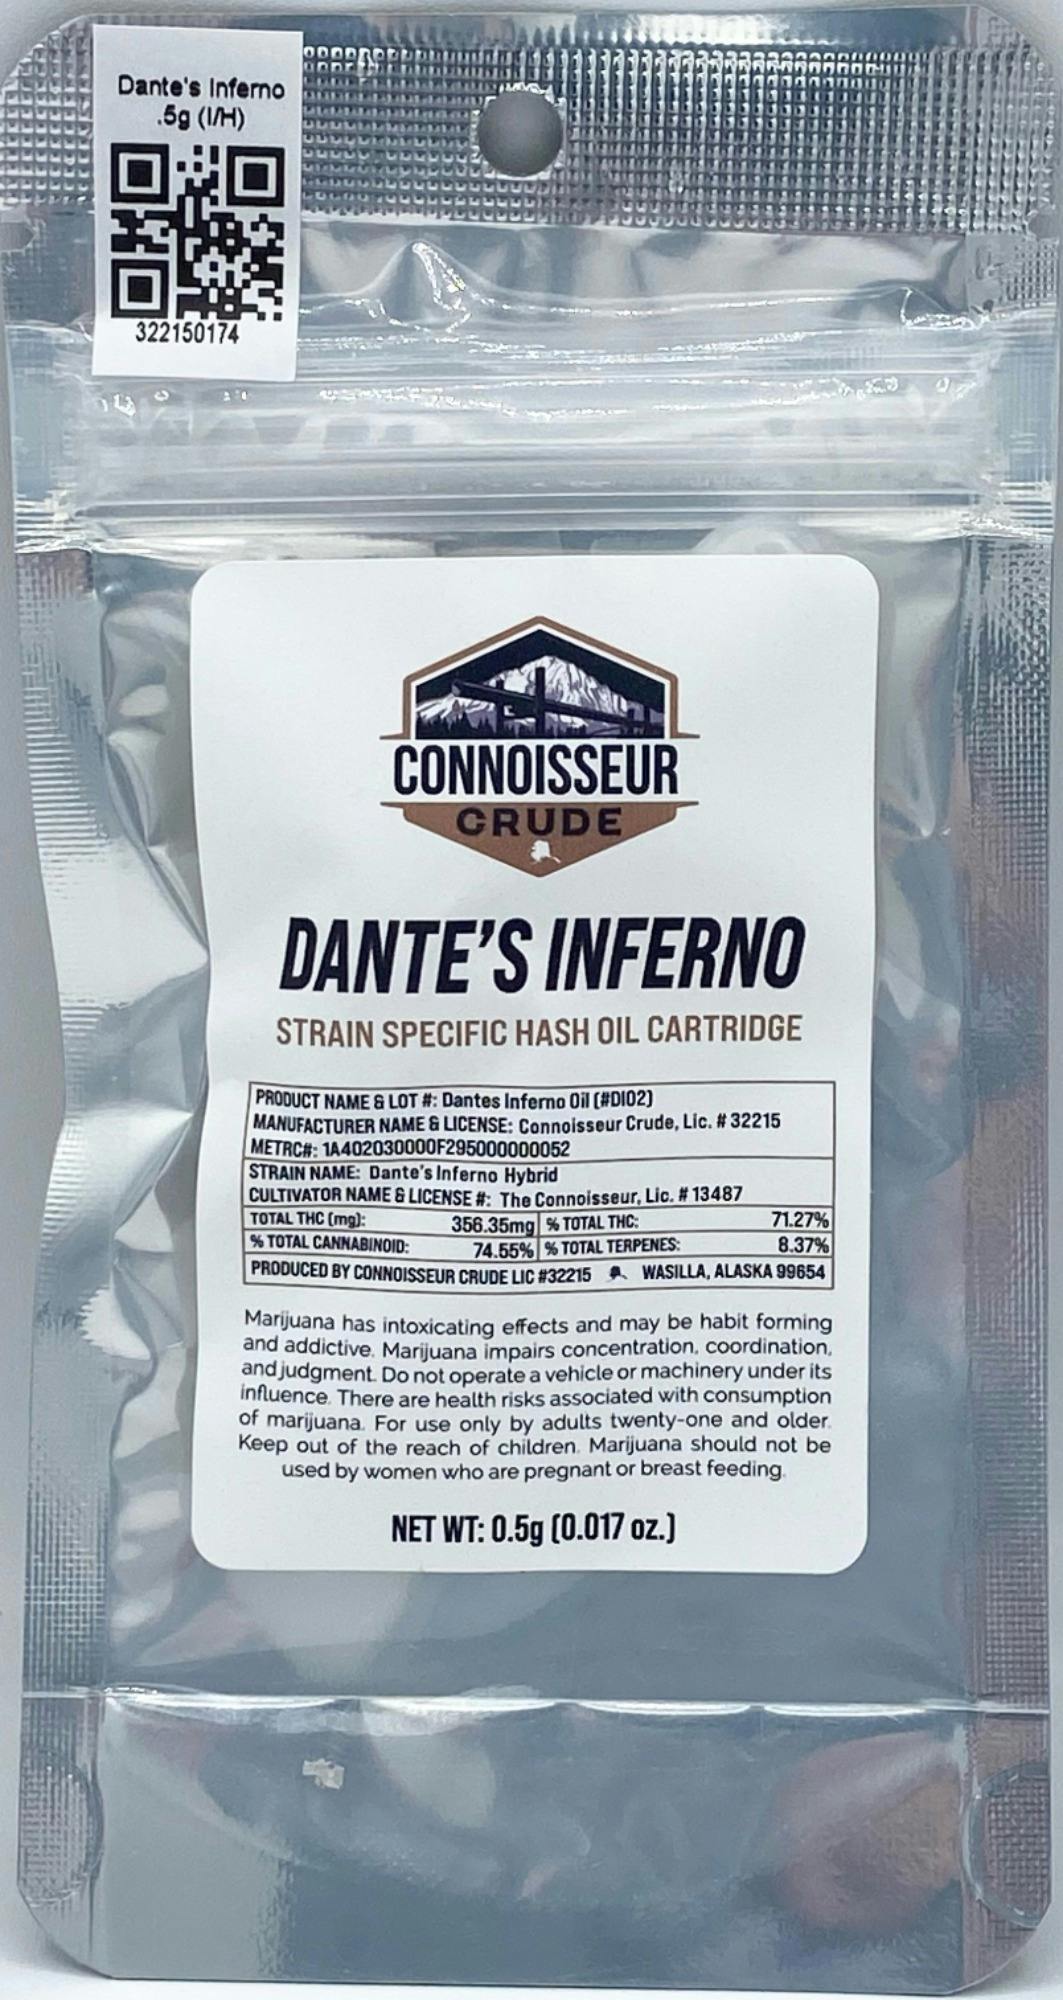 Dante's Inferno
.5g (I/H)
322150174
CONNOISSEUR
CRUDE
DANTE'S INFERNO
STRAIN SPECIFIC HASH OIL CARTRIDGE
PRODUCT NAME & LOT #: Dantes Inferno Oil (#DI02)
MANUFACTURER NAME & LICENSE: Connoisseur Crude, Lic. # 32215
METRC#: 1A402030000F295000000052
STRAIN NAME: Dante's Inferno Hybrid
CULTIVATOR NAME & LICENSE #: The Connoisseur, Lic. # 13487
TOTAL THC (mg): 356.35mg % TOTAL THC: 71.27%
% TOTAL CANNABINOID: 74.55% % TOTAL TERPENES: 8.37%
PRODUCED BY CONNOISSEUR CRUDE LIC #32215 WASILLA, ALASKA 99654
Marijuana has intoxicating effects and may be habit forming
and addictive. Marijuana impairs concentration, coordination,
and judgment. Do not operate a vehicle or machinery under its
influence. There are health risks associated with consumption
of marijuana. For use only by adults twenty-one and older.
Keep out of the reach of children. Marijuana should not be
used by women who are pregnant or breast feeding.
NET WT: 0.5g (0.017 oz.)